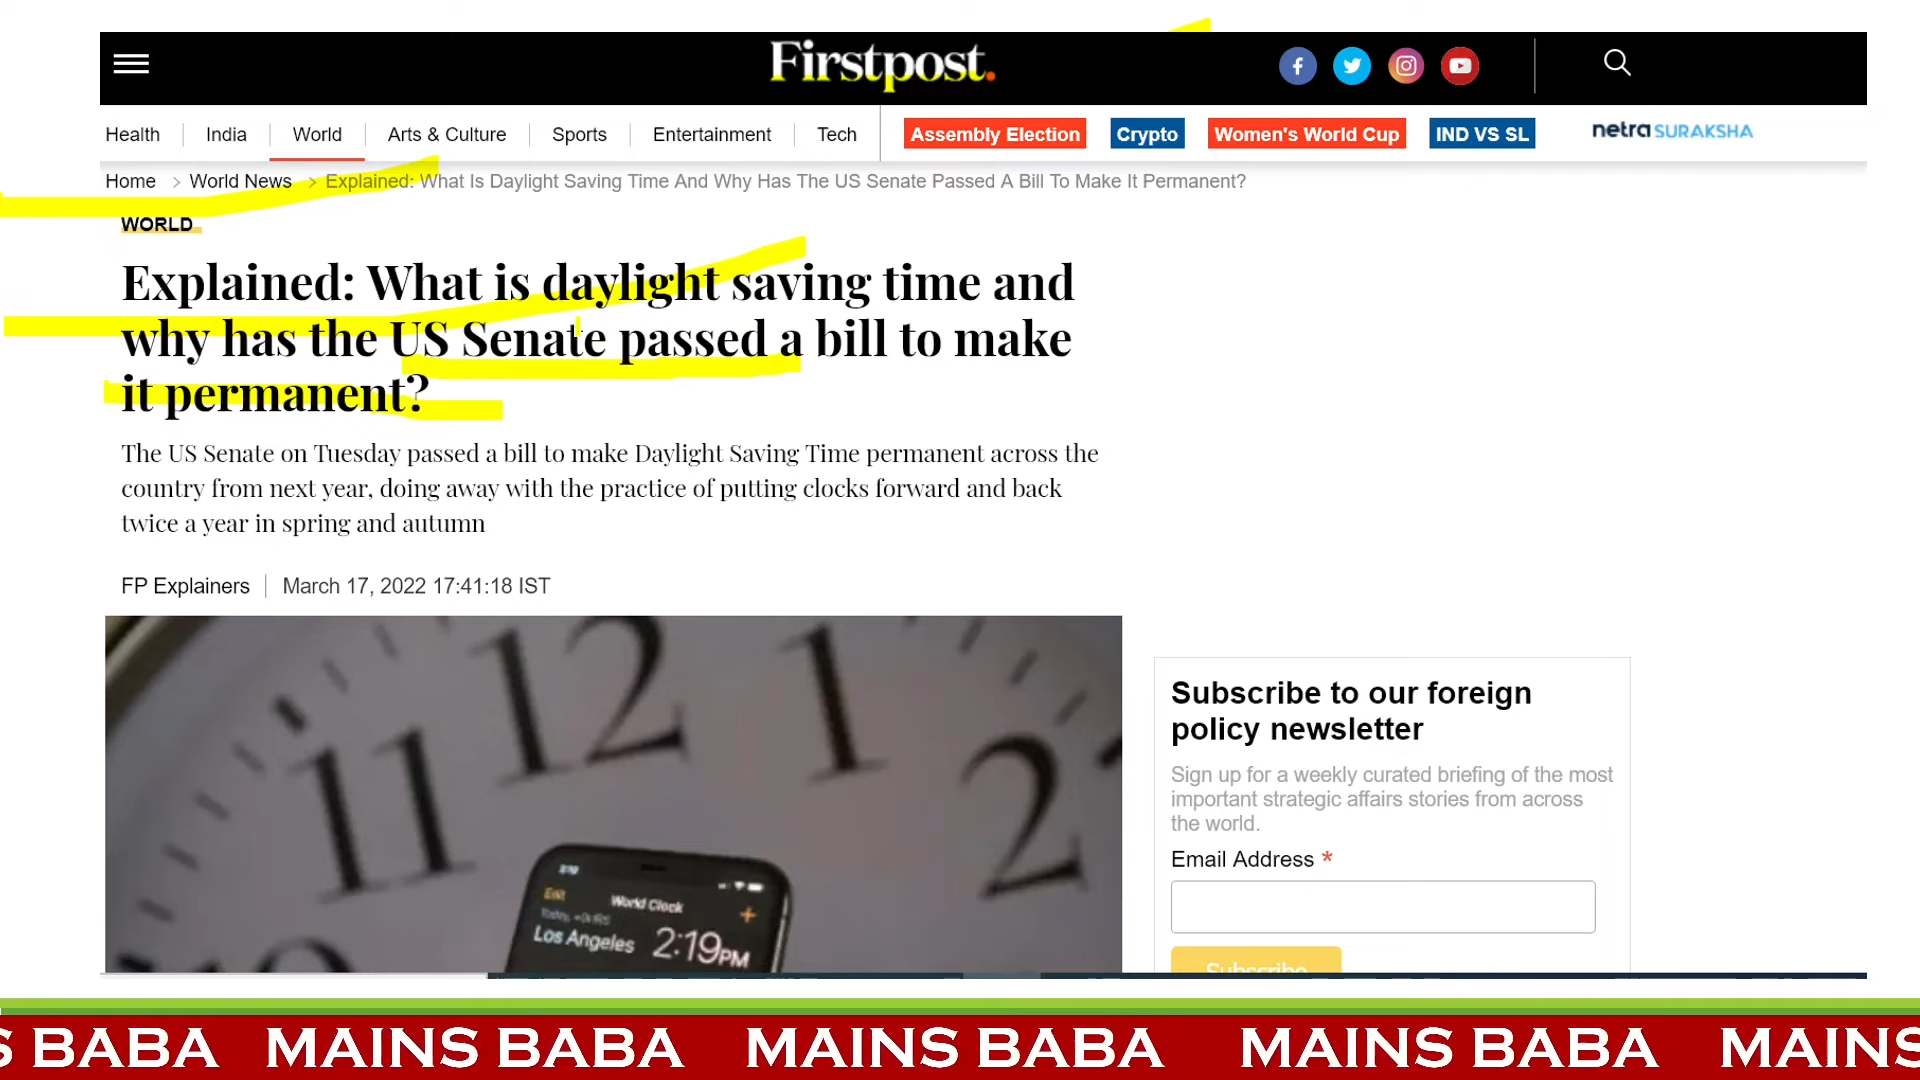 Firstpost.
Health India World Arts & Culture Sports Entertainment Tech Assembly Election Crypto Women's World Cup IND VS SL netra SURAKSHA
Home > World News > Explained: What Is Daylight Saving Time And Why Has The US Senate Passed A Bill To Make It Permanent?
WORLD
Explained: What is daylight saving time and
why has the US Senate passed a bill to make
it permanent?
The US Senate on Tuesday passed a bill to make Daylight Saving Time permanent across the
country from next year, doing away with the practice of putting clocks forward and back
twice a year in spring and autumn
FP Explainers March 17, 2022 17:41:18 IST
12 1
11 2
Edit
World Clock
+
Los Angeles 2:19PM
Subscribe to our foreign
policy newsletter
Sign up for a weekly curated briefing of the most
important strategic affairs stories from across
the world.
Email Address *
Subscribe
S BABA MAINS BABA MAINS BABA MAINS BABA MAINS